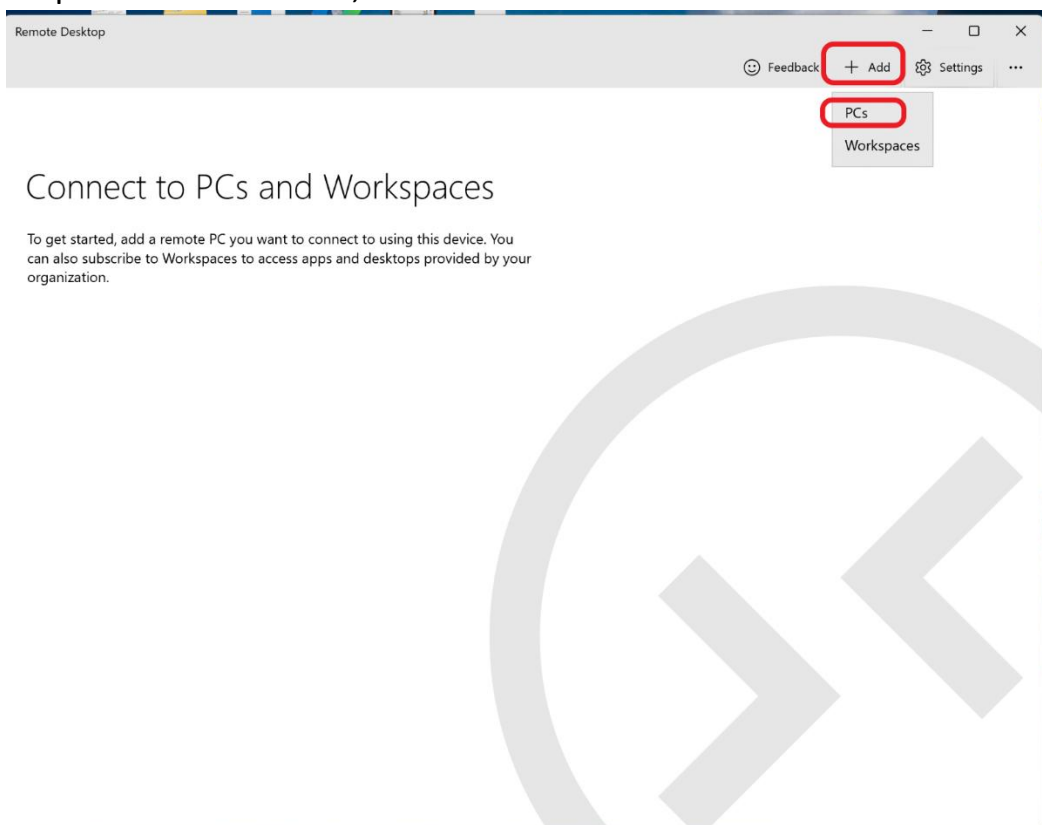 Remote Desktop
Feedback + Add Settings ...
PCs
Workspaces
Connect to PCs and Workspaces
To get started, add a remote PC you want to connect to using this device. You
can also subscribe to Workspaces to access apps and desktops provided by your
organization.